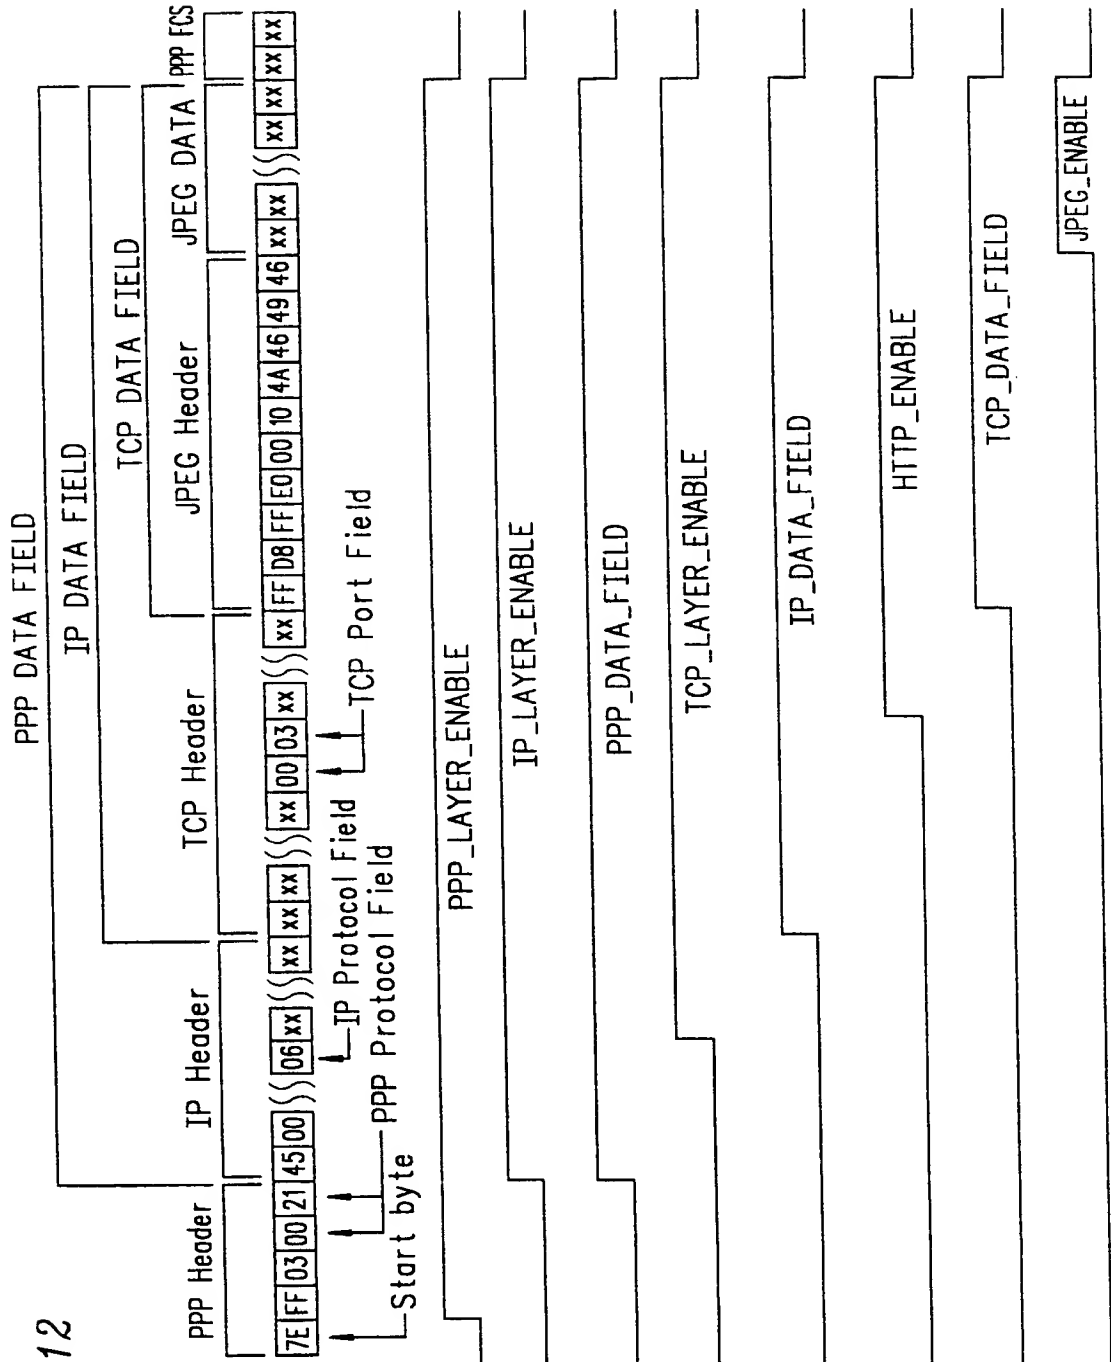 12
PPP DATA FIELD
IP DATA FIELD
TCP DATA FIELD
PPP Header
IP Header
TCP Header
JPEG Header
JPEG DATA
PPP FCS
7E FF 03 00 21 45 00 06 xx xx xx xx xx 00 03 xx xx FF D8 FF E0 00 10 4A 46 49 46 xx xx xx xx xx xx
Start byte
PPP Protocol Field
IP Protocol Field
TCP Port Field
PPP_LAYER_ENABLE
IP_LAYER_ENABLE
PPP_DATA_FIELD
TCP_LAYER_ENABLE
IP_DATA_FIELD
HTTP_ENABLE
TCP_DATA_FIELD
JPEG_ENABLE